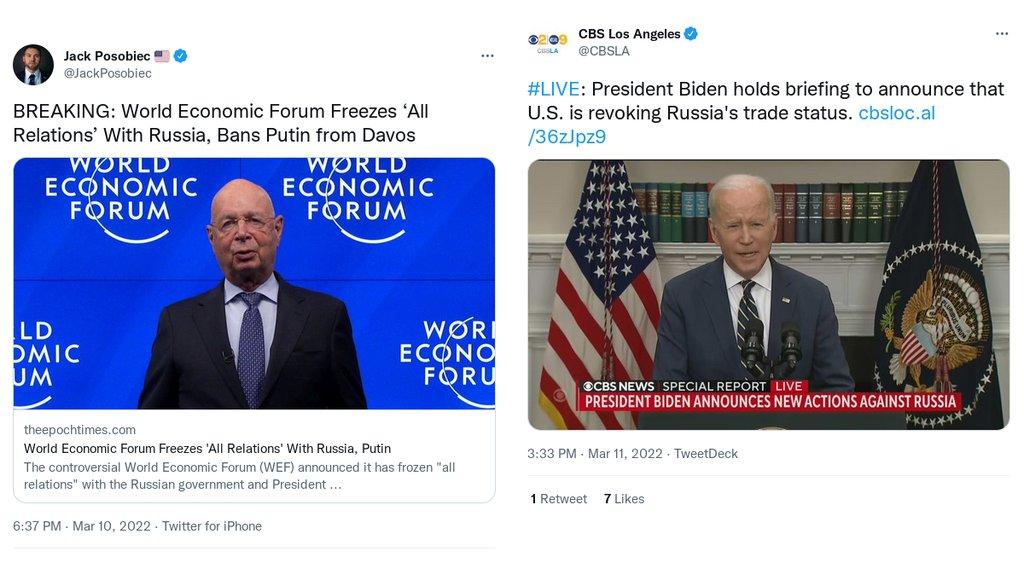 Jack Posobiec
@JackPosobiec
BREAKING: World Economic Forum Freezes ‘All
Relations’ With Russia, Bans Putin from Davos
WORLD
ECONOMIC
FORUM
WORLD
ECONOMIC
FORUM
LD
OMIC
UM
WORL
ECONO
FORU
theepochtimes.com
World Economic Forum Freezes 'All Relations' With Russia, Putin
The controversial World Economic Forum (WEF) announced it has frozen "all
relations" with the Russian government and President ...
6:37 PM · Mar 10, 2022 · Twitter for iPhone
CBS Los Angeles
@CBSLA
#LIVE: President Biden holds briefing to announce that
U.S. is revoking Russia's trade status. cbsloc.al
/36zJpz9
CBS NEWS SPECIAL REPORT LIVE
PRESIDENT BIDEN ANNOUNCES NEW ACTIONS AGAINST RUSSIA
3:33 PM · Mar 11, 2022 · TweetDeck
1 Retweet 7 Likes